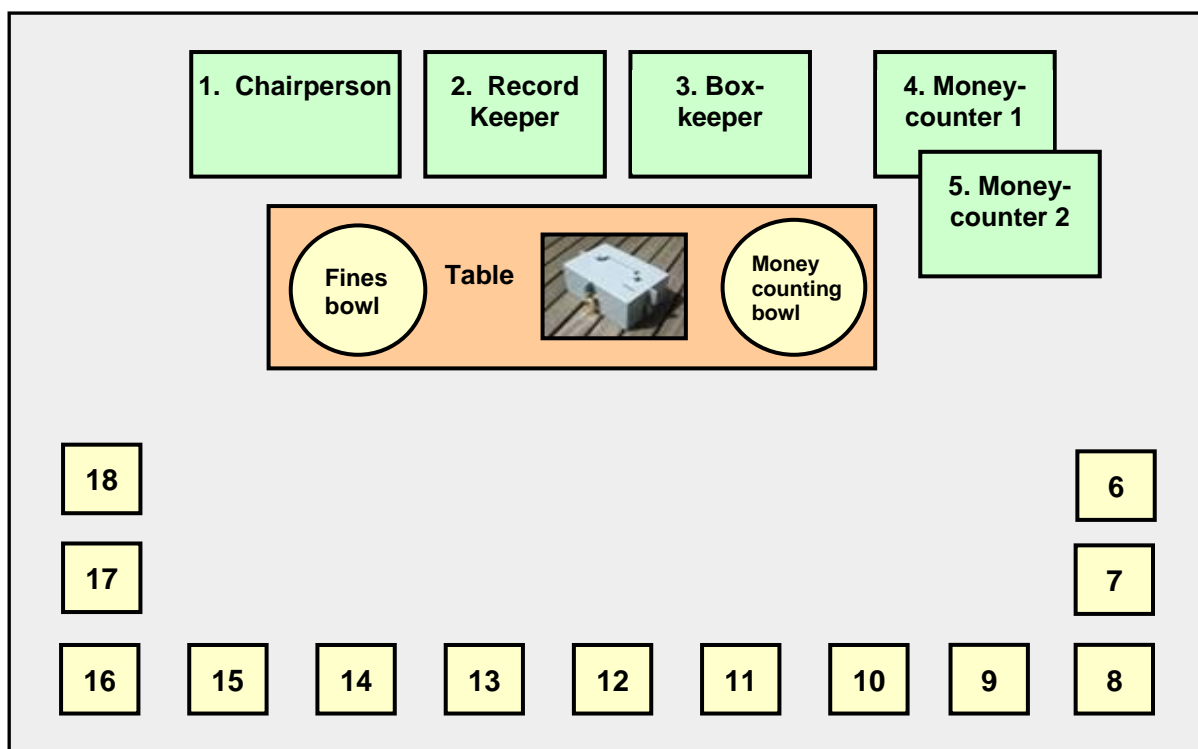 1.  Chairperson
2.  Record
Keeper
3. Box-
keeper
4. Money-
counter 1
5. Money-
counter 2
Fines
bowl
Table
Money
counting
bowl
18
6
17
7
16
15
14
13
12
11
10
9
8